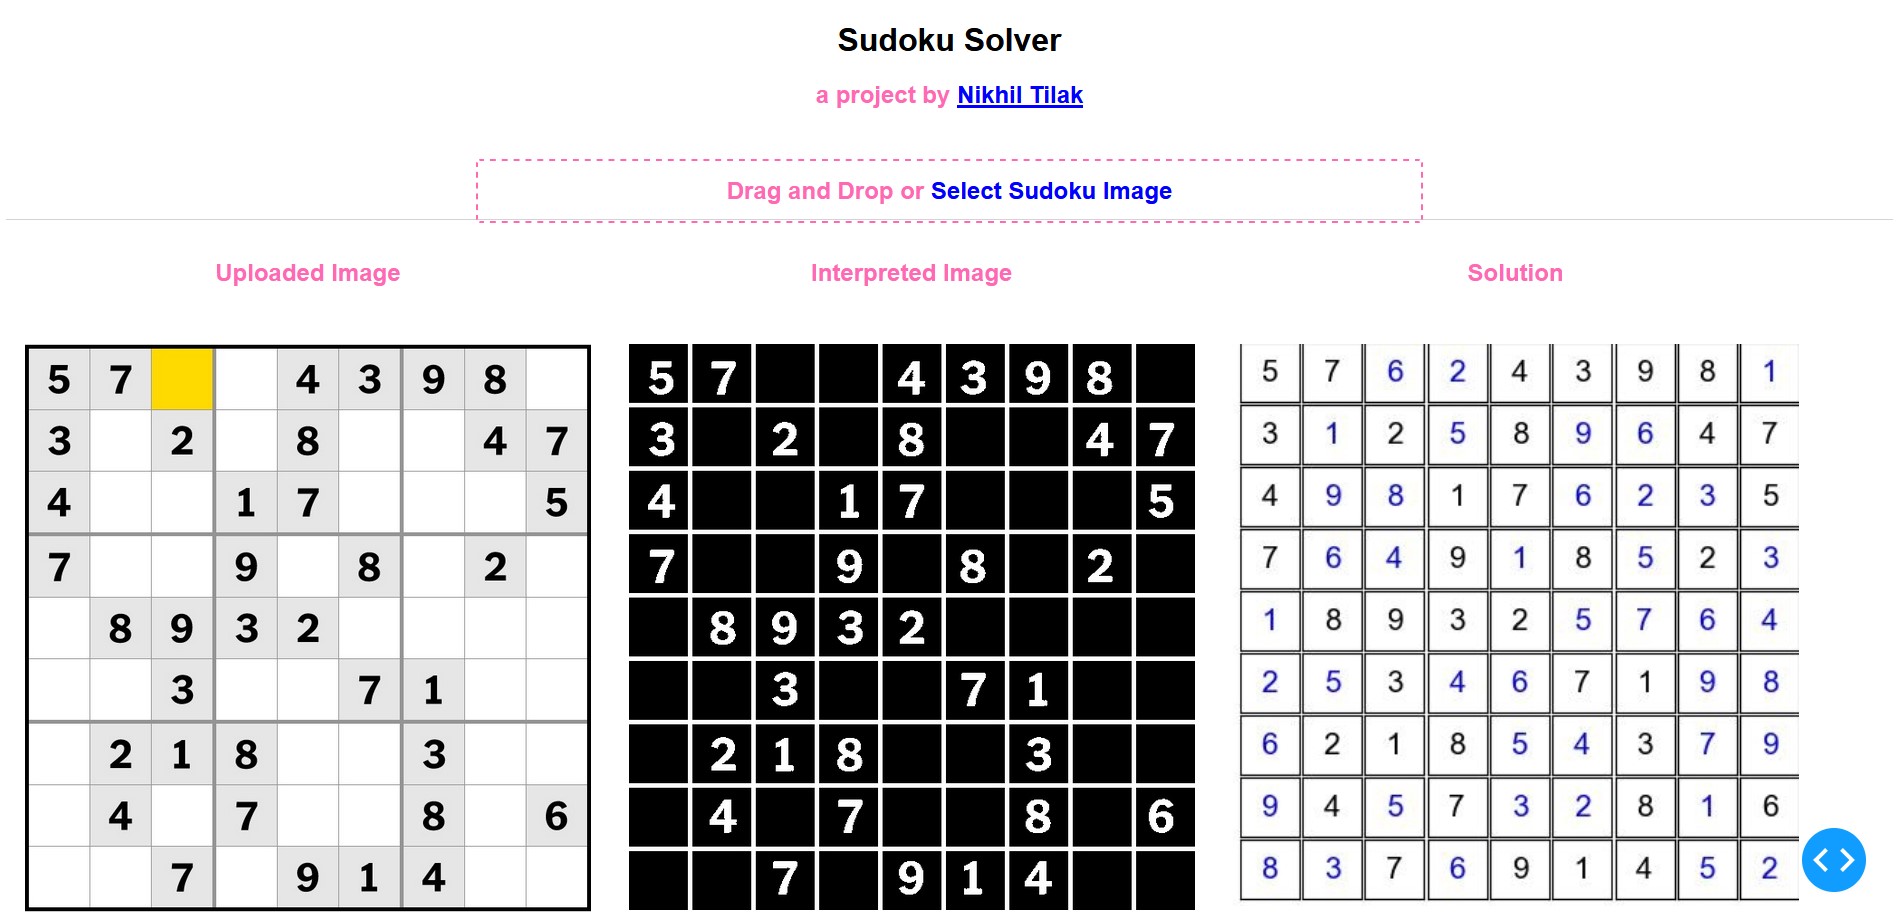 Sudoku Solver
a project by Nikhil Tilak
Drag and Drop or Select Sudoku Image
Uploaded Image
5 7 4 3 9 8
3 2 8 4 7
4 1 7 5
7 9 8 2
8 9 3 2
3 7 1
2 1 8 3
4 7 8 6
7 9 1 4
Interpreted Image
5 7 4 3 9 8
3 2 8 4 7
4 1 7 5
7 9 8 2
8 9 3 2
3 7 1
2 1 8 3
4 7 8 6
7 9 1 4
Solution
5 7 6 2 4 3 9 8 1
3 1 2 5 8 9 6 4 7
4 9 8 1 7 6 2 3 5
7 6 4 9 1 8 5 2 3
1 8 9 3 2 5 7 6 4
2 5 3 4 6 7 1 9 8
6 2 1 8 5 4 3 7 9
9 4 5 7 3 2 8 1 6
8 3 7 6 9 1 4 5 2